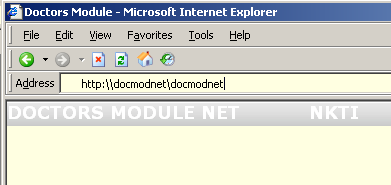 Doctors Module - Microsoft Internet Explorer
File Edit View Favorites Tools Help
Address http:\\docmodnet\docmodnet
DOCTORS MODULE NET NKTI